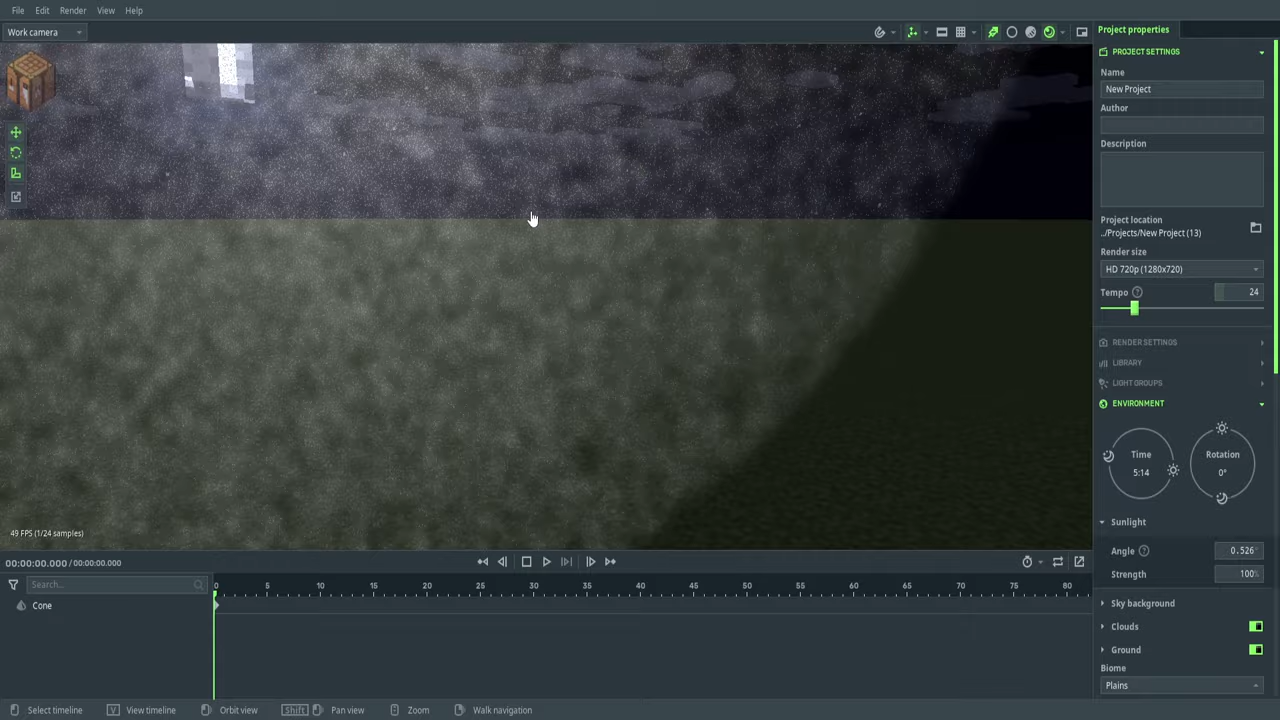 File Edit Render View Help
Work camera
Project properties
PROJECT SETTINGS
Name
New Project
Author
Description
Project location
../Projects/New Project (13)
Render size
HD 720p (1280x720)
Tempo ? 24
RENDER SETTINGS
LIBRARY
LIGHT GROUPS
ENVIRONMENT
Time
5:14
Rotation
0°
Sunlight
Angle ? 0.526°
Strength 100%
Sky background
Clouds
Ground
Biome
Plains
49 FPS (1/24 samples)
00:00:00.000 / 00:00:00.000
Search...
0 5 10 15 20 25 30 35 40 45 50 55 60 65 70 75 80
Cone
Select timeline V View timeline Orbit view Shift Pan view Zoom Walk navigation